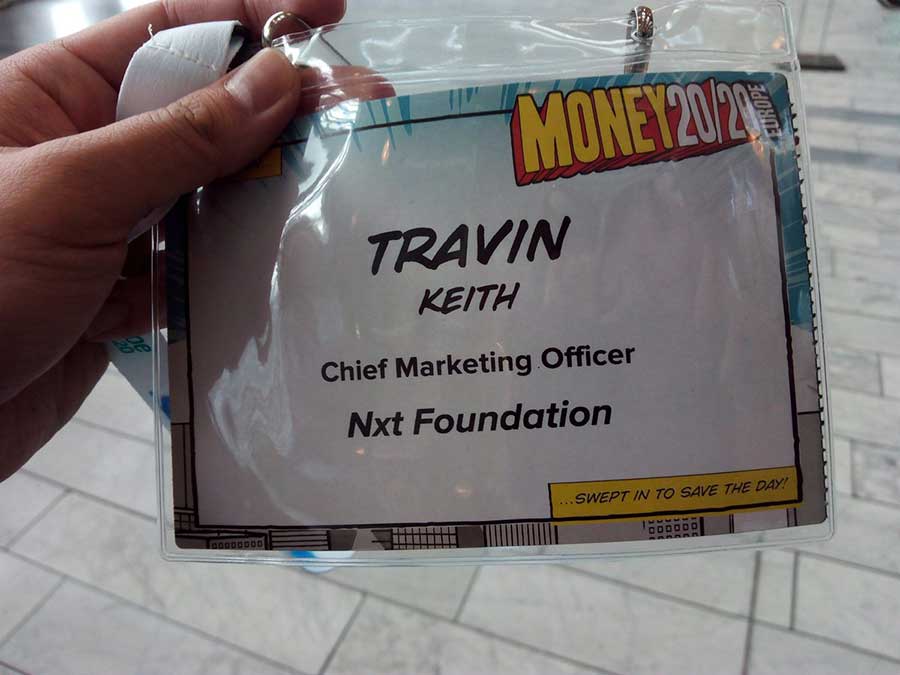 MONEY20/20
EUROPE
TRAVIN
KEITH
Chief Marketing Officer
Nxt Foundation
...SWEPT IN TO SAVE THE DAY!